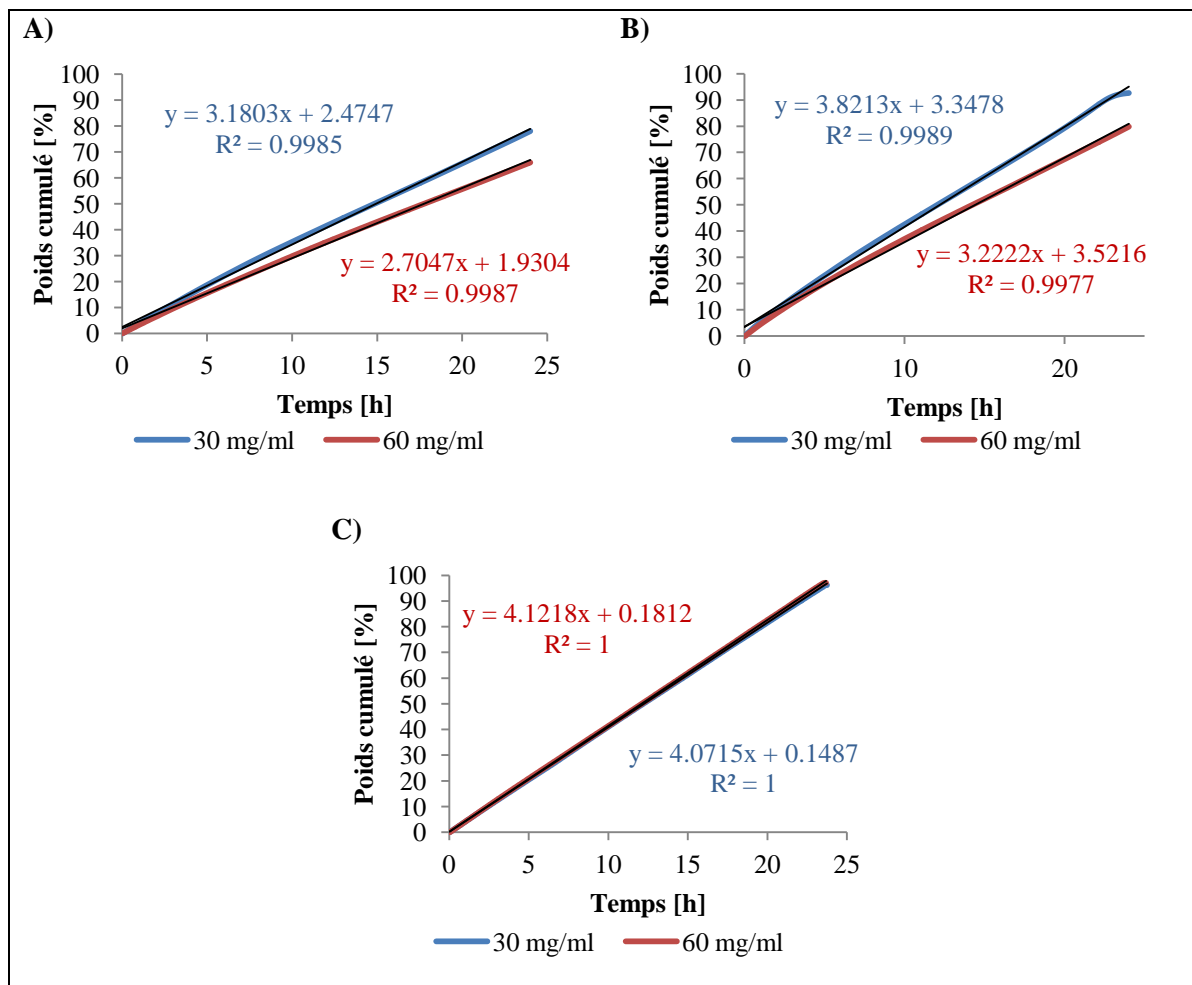 A)
Poids cumulé [%]
100
90
80
70
60
50
40
30
20
10
0
y = 3.1803x + 2.4747
R² = 0.9985
y = 2.7047x + 1.9304
R² = 0.9987
0 5 10 15 20 25
Temps [h]
30 mg/ml 60 mg/ml
B)
Poids cumulé [%]
100
90
80
70
60
50
40
30
20
10
0
y = 3.8213x + 3.3478
R² = 0.9989
y = 3.2222x + 3.5216
R² = 0.9977
0 10 20
Temps [h]
30 mg/ml 60 mg/ml
C)
Poids cumulé [%]
100
90
80
70
60
50
40
30
20
10
0
y = 4.1218x + 0.1812
R² = 1
y = 4.0715x + 0.1487
R² = 1
0 5 10 15 20 25
Temps [h]
30 mg/ml 60 mg/ml